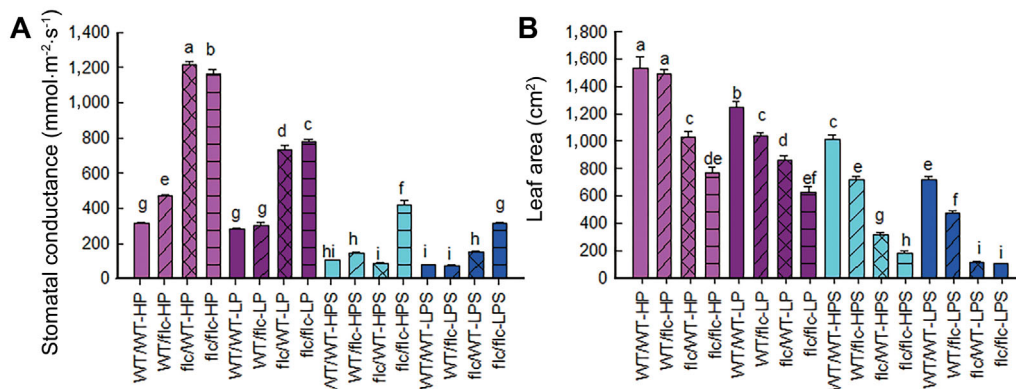 A
Stomatal conductance (mmol·m⁻²·s⁻¹)
1,400
1,200
1,000
800
600
400
200
0
g
e
a
b
g
g
d
c
hi
h
i
f
i
i
i
g
WT/WT-HP
WT/flc-HP
flc/WT-HP
flc/flc-HP
WT/WT-LP
WT/flc-LP
flc/WT-LP
flc/flc-LP
WT/WT-HPS
WT/flc-HPS
flc/WT-HPS
flc/flc-HPS
WT/WT-LPS
WT/flc-LPS
flc/WT-LPS
flc/flc-LPS
B
Leaf area (cm²)
1,800
1,600
1,400
1,200
1,000
800
600
400
200
0
a
a
c
de
b
c
d
ef
c
e
g
h
e
f
i
i
WT/WT-HP
WT/flc-HP
flc/WT-HP
flc/flc-HP
WT/WT-LP
WT/flc-LP
flc/WT-LP
flc/flc-LP
WT/WT-HPS
WT/flc-HPS
flc/WT-HPS
flc/flc-HPS
WT/WT-LPS
WT/flc-LPS
flc/WT-LPS
flc/flc-LPS